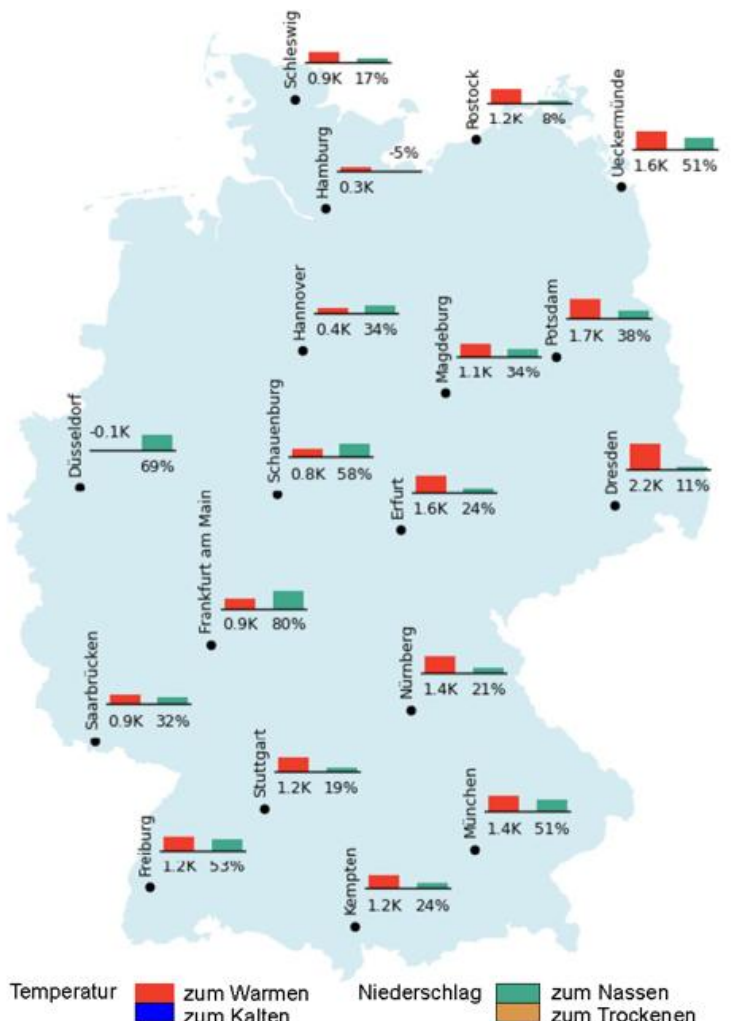 Schleswig
0.9K 17%
Rostock
1.2K 8%
Ueckermünde
1.6K 51%
Hamburg
-5%
0.3K
Hannover
0.4K 34%
Magdeburg
1.1K 34%
Potsdam
1.7K 38%
Düsseldorf
-0.1K
69%
Schauenburg
0.8K 58%
Erfurt
1.6K 24%
Dresden
2.2K 11%
Frankfurt am Main
0.9K 80%
Saarbrücken
0.9K 32%
Nürnberg
1.4K 21%
Stuttgart
1.2K 19%
München
1.4K 51%
Freiburg
1.2K 53%
Kempten
1.2K 24%
Temperatur zum Warmen Niederschlag zum Nassen
zum Kalten zum Trockenen